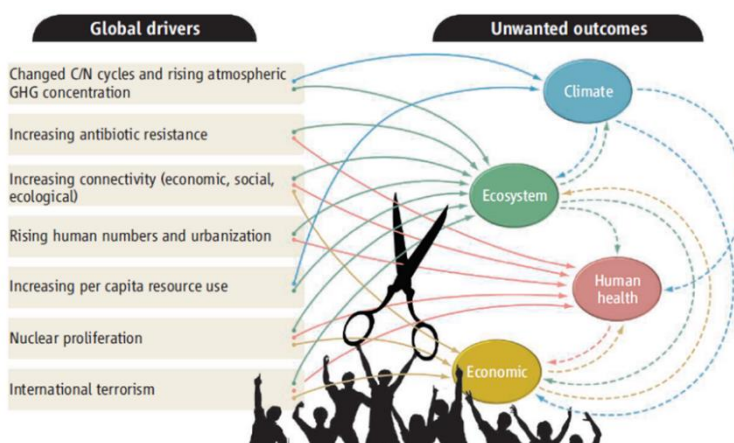 Global drivers
Unwanted outcomes
Changed C/N cycles and rising atmospheric
GHG concentration
Increasing antibiotic resistance
Increasing connectivity (economic, social,
ecological)
Rising human numbers and urbanization
Increasing per capita resource use
Nuclear proliferation
International terrorism
Climate
Ecosystem
Human
health
Economic